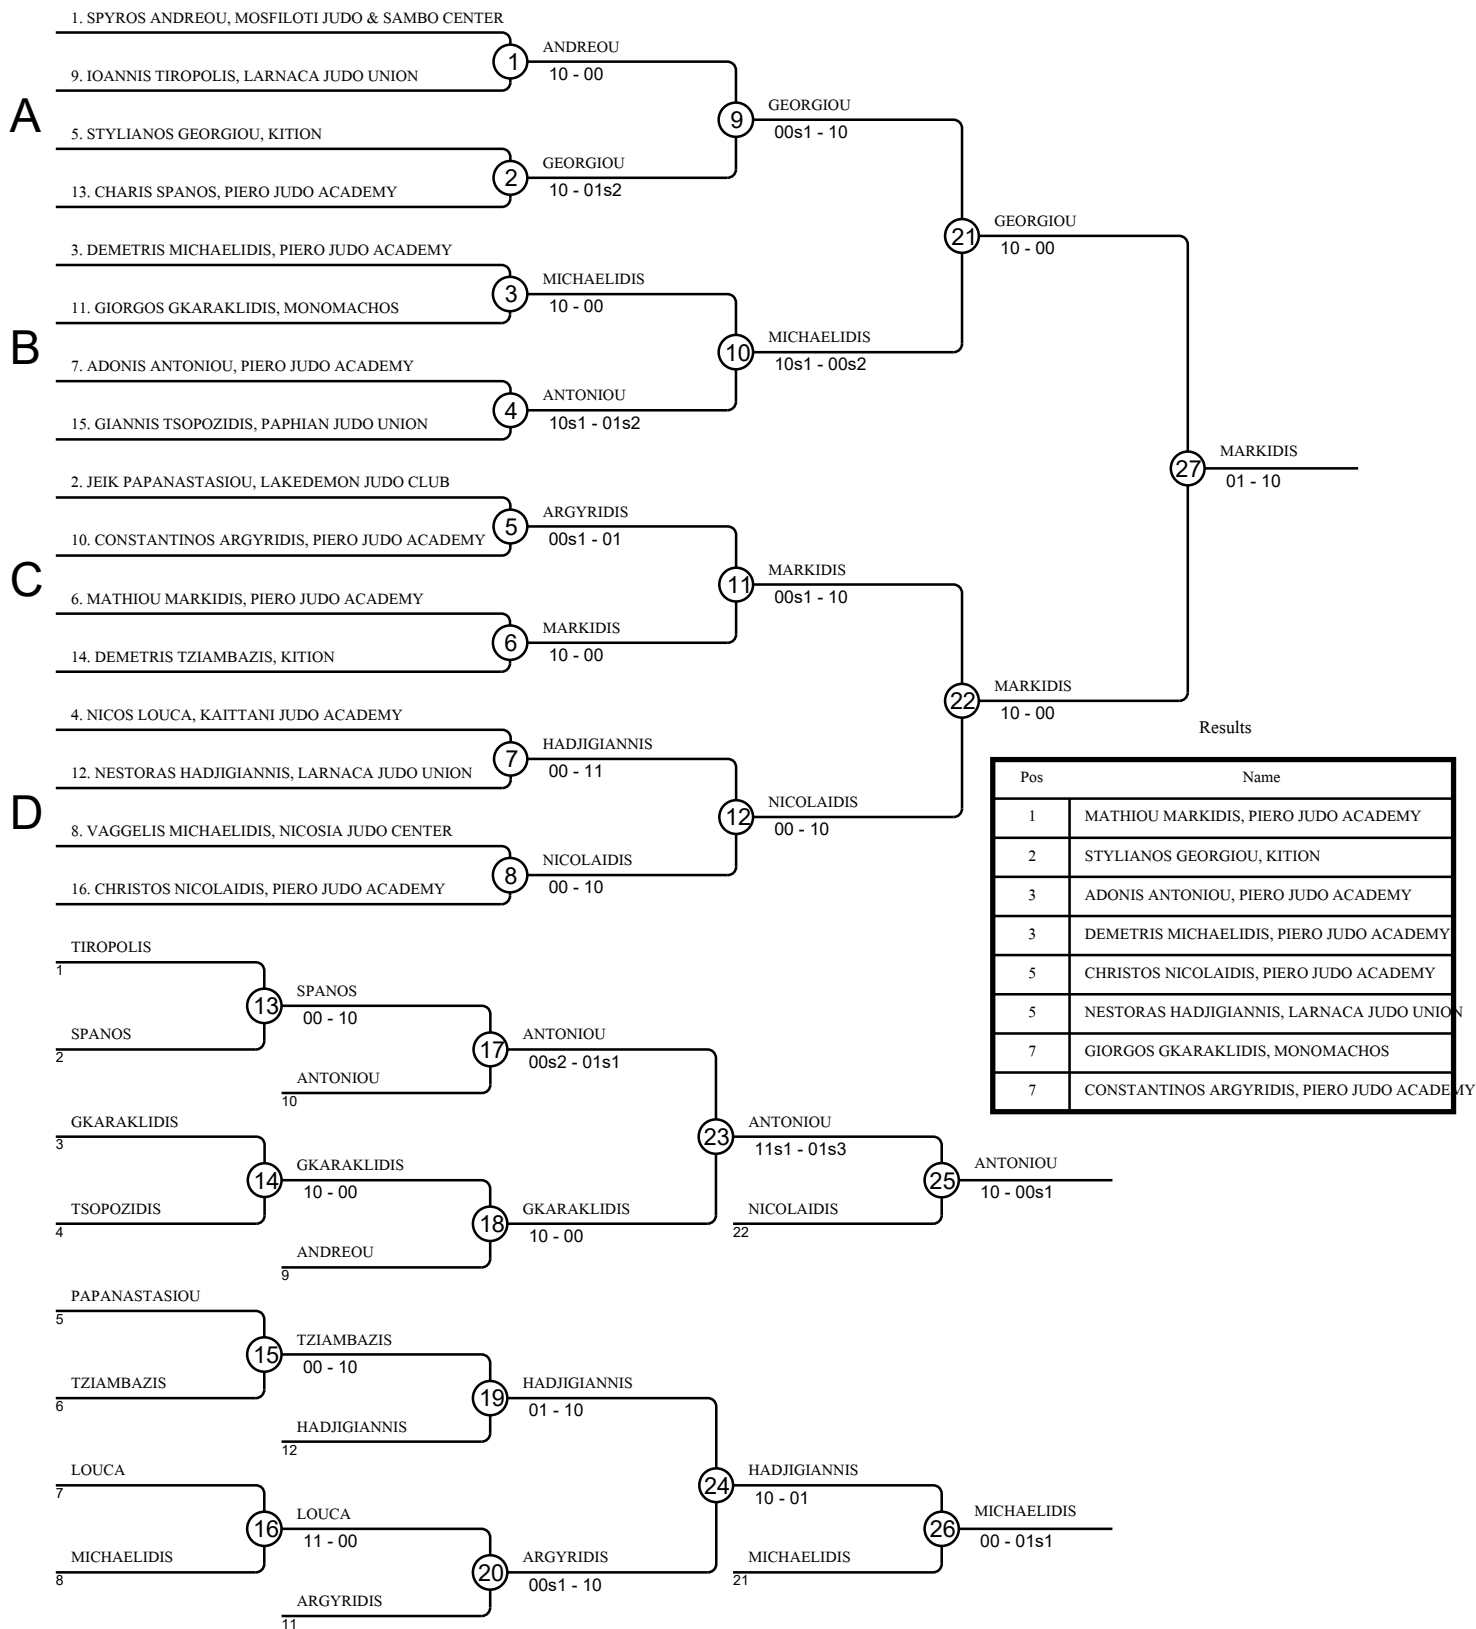 1. SPYROS ANDREOU, MOSFILOTI JUDO & SAMBO CENTER
1
ANDREOU
10 - 00
9. IOANNIS TIROPOLIS, LARNACA JUDO UNION
A
9
GEORGIOU
00s1 - 10
5. STYLIANOS GEORGIOU, KITION
2
GEORGIOU
10 - 01s2
13. CHARIS SPANOS, PIERO JUDO ACADEMY
21
GEORGIOU
10 - 00
3. DEMETRIS MICHAELIDIS, PIERO JUDO ACADEMY
3
MICHAELIDIS
10 - 00
11. GIORGOS GKARAKLIDIS, MONOMACHOS
B
10
MICHAELIDIS
10s1 - 00s2
7. ADONIS ANTONIOU, PIERO JUDO ACADEMY
4
ANTONIOU
10s1 - 01s2
15. GIANNIS TSOPOZIDIS, PAPHIAN JUDO UNION
27
MARKIDIS
01 - 10
2. JEIK PAPANASTASIOU, LAKEDEMON JUDO CLUB
5
ARGYRIDIS
00s1 - 01
10. CONSTANTINOS ARGYRIDIS, PIERO JUDO ACADEMY
C
11
MARKIDIS
00s1 - 10
6. MATHIOU MARKIDIS, PIERO JUDO ACADEMY
6
MARKIDIS
10 - 00
14. DEMETRIS TZIAMBAZIS, KITION
22
MARKIDIS
10 - 00
4. NICOS LOUCA, KAITTANI JUDO ACADEMY
7
HADJIGIANNIS
00 - 11
12. NESTORAS HADJIGIANNIS, LARNACA JUDO UNION
D
12
NICOLAIDIS
00 - 10
8. VAGGELIS MICHAELIDIS, NICOSIA JUDO CENTER
8
NICOLAIDIS
00 - 10
16. CHRISTOS NICOLAIDIS, PIERO JUDO ACADEMY
Results
Pos Name
1 MATHIOU MARKIDIS, PIERO JUDO ACADEMY
2 STYLIANOS GEORGIOU, KITION
3 ADONIS ANTONIOU, PIERO JUDO ACADEMY
3 DEMETRIS MICHAELIDIS, PIERO JUDO ACADEMY
5 CHRISTOS NICOLAIDIS, PIERO JUDO ACADEMY
5 NESTORAS HADJIGIANNIS, LARNACA JUDO UNION
7 GIORGOS GKARAKLIDIS, MONOMACHOS
7 CONSTANTINOS ARGYRIDIS, PIERO JUDO ACADEMY
TIROPOLIS
1
13
SPANOS
00 - 10
SPANOS
2
17
ANTONIOU
00s2 - 01s1
ANTONIOU
10
GKARAKLIDIS
3
23
ANTONIOU
11s1 - 01s3
14
GKARAKLIDIS
10 - 00
25
ANTONIOU
10 - 00s1
TSOPOZIDIS
4
18
GKARAKLIDIS
10 - 00
NICOLAIDIS
22
ANDREOU
9
PAPANASTASIOU
5
15
TZIAMBAZIS
00 - 10
TZIAMBAZIS
6
19
HADJIGIANNIS
01 - 10
HADJIGIANNIS
12
LOUCA
7
24
HADJIGIANNIS
10 - 01
16
LOUCA
11 - 00
26
MICHAELIDIS
00 - 01s1
MICHAELIDIS
8
20
ARGYRIDIS
00s1 - 10
MICHAELIDIS
21
ARGYRIDIS
11